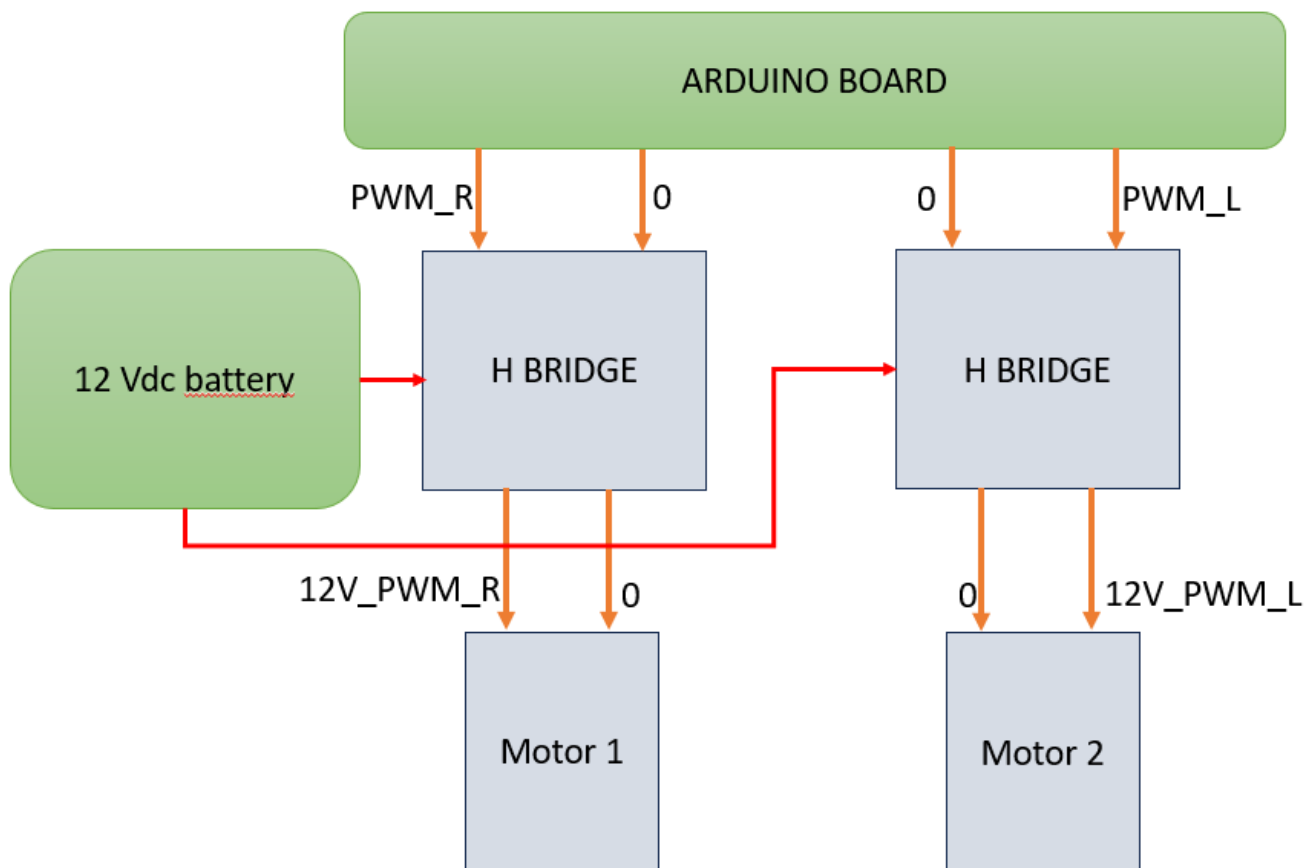 ARDUINO BOARD
PWM_R
0
0
PWM_L
12 Vdc battery
H BRIDGE
H BRIDGE
12V_PWM_R
0
0
12V_PWM_L
Motor 1
Motor 2